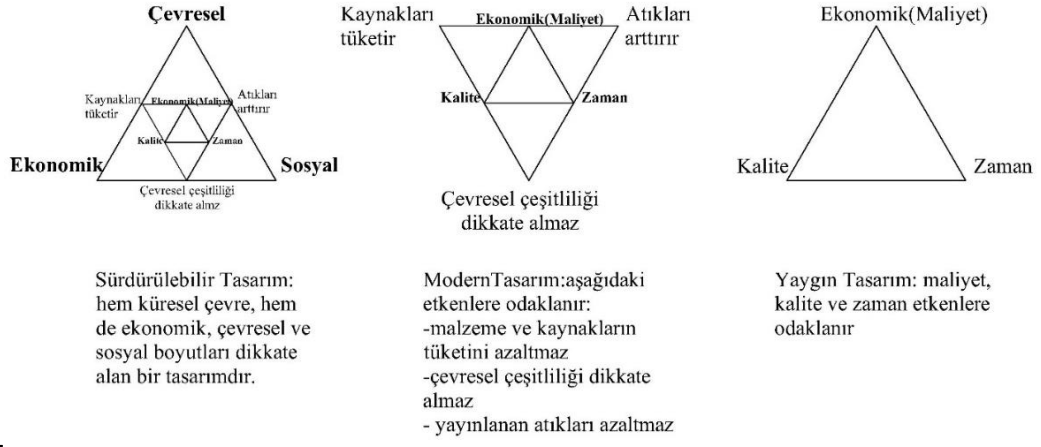 Çevresel
Kaynakları
tüketir
Ekonomik(Maliyet)
Atıkları
arttırır
Kalite
Zaman
Ekonomik
Sosyal
Çevresel çeşitliliği
dikkate almz
Kaynakları
tüketir
Ekonomik(Maliyet)
Atıkları
arttırır
Kalite
Zaman
Çevresel çeşitliliği
dikkate almaz
Ekonomik(Maliyet)
Kalite
Zaman
Sürdürülebilir Tasarım:
hem küresel çevre, hem
de ekonomik, çevresel ve
sosyal boyutları dikkate
alan bir tasarımdır.
ModernTasarım:aşağıdaki
etkenlere odaklanır:
-malzeme ve kaynakların
tüketini azaltmaz
-çevresel çeşitliliği dikkate
almaz
- yayınlanan atıkları azaltmaz
Yaygın Tasarım: maliyet,
kalite ve zaman etkenlere
odaklanır